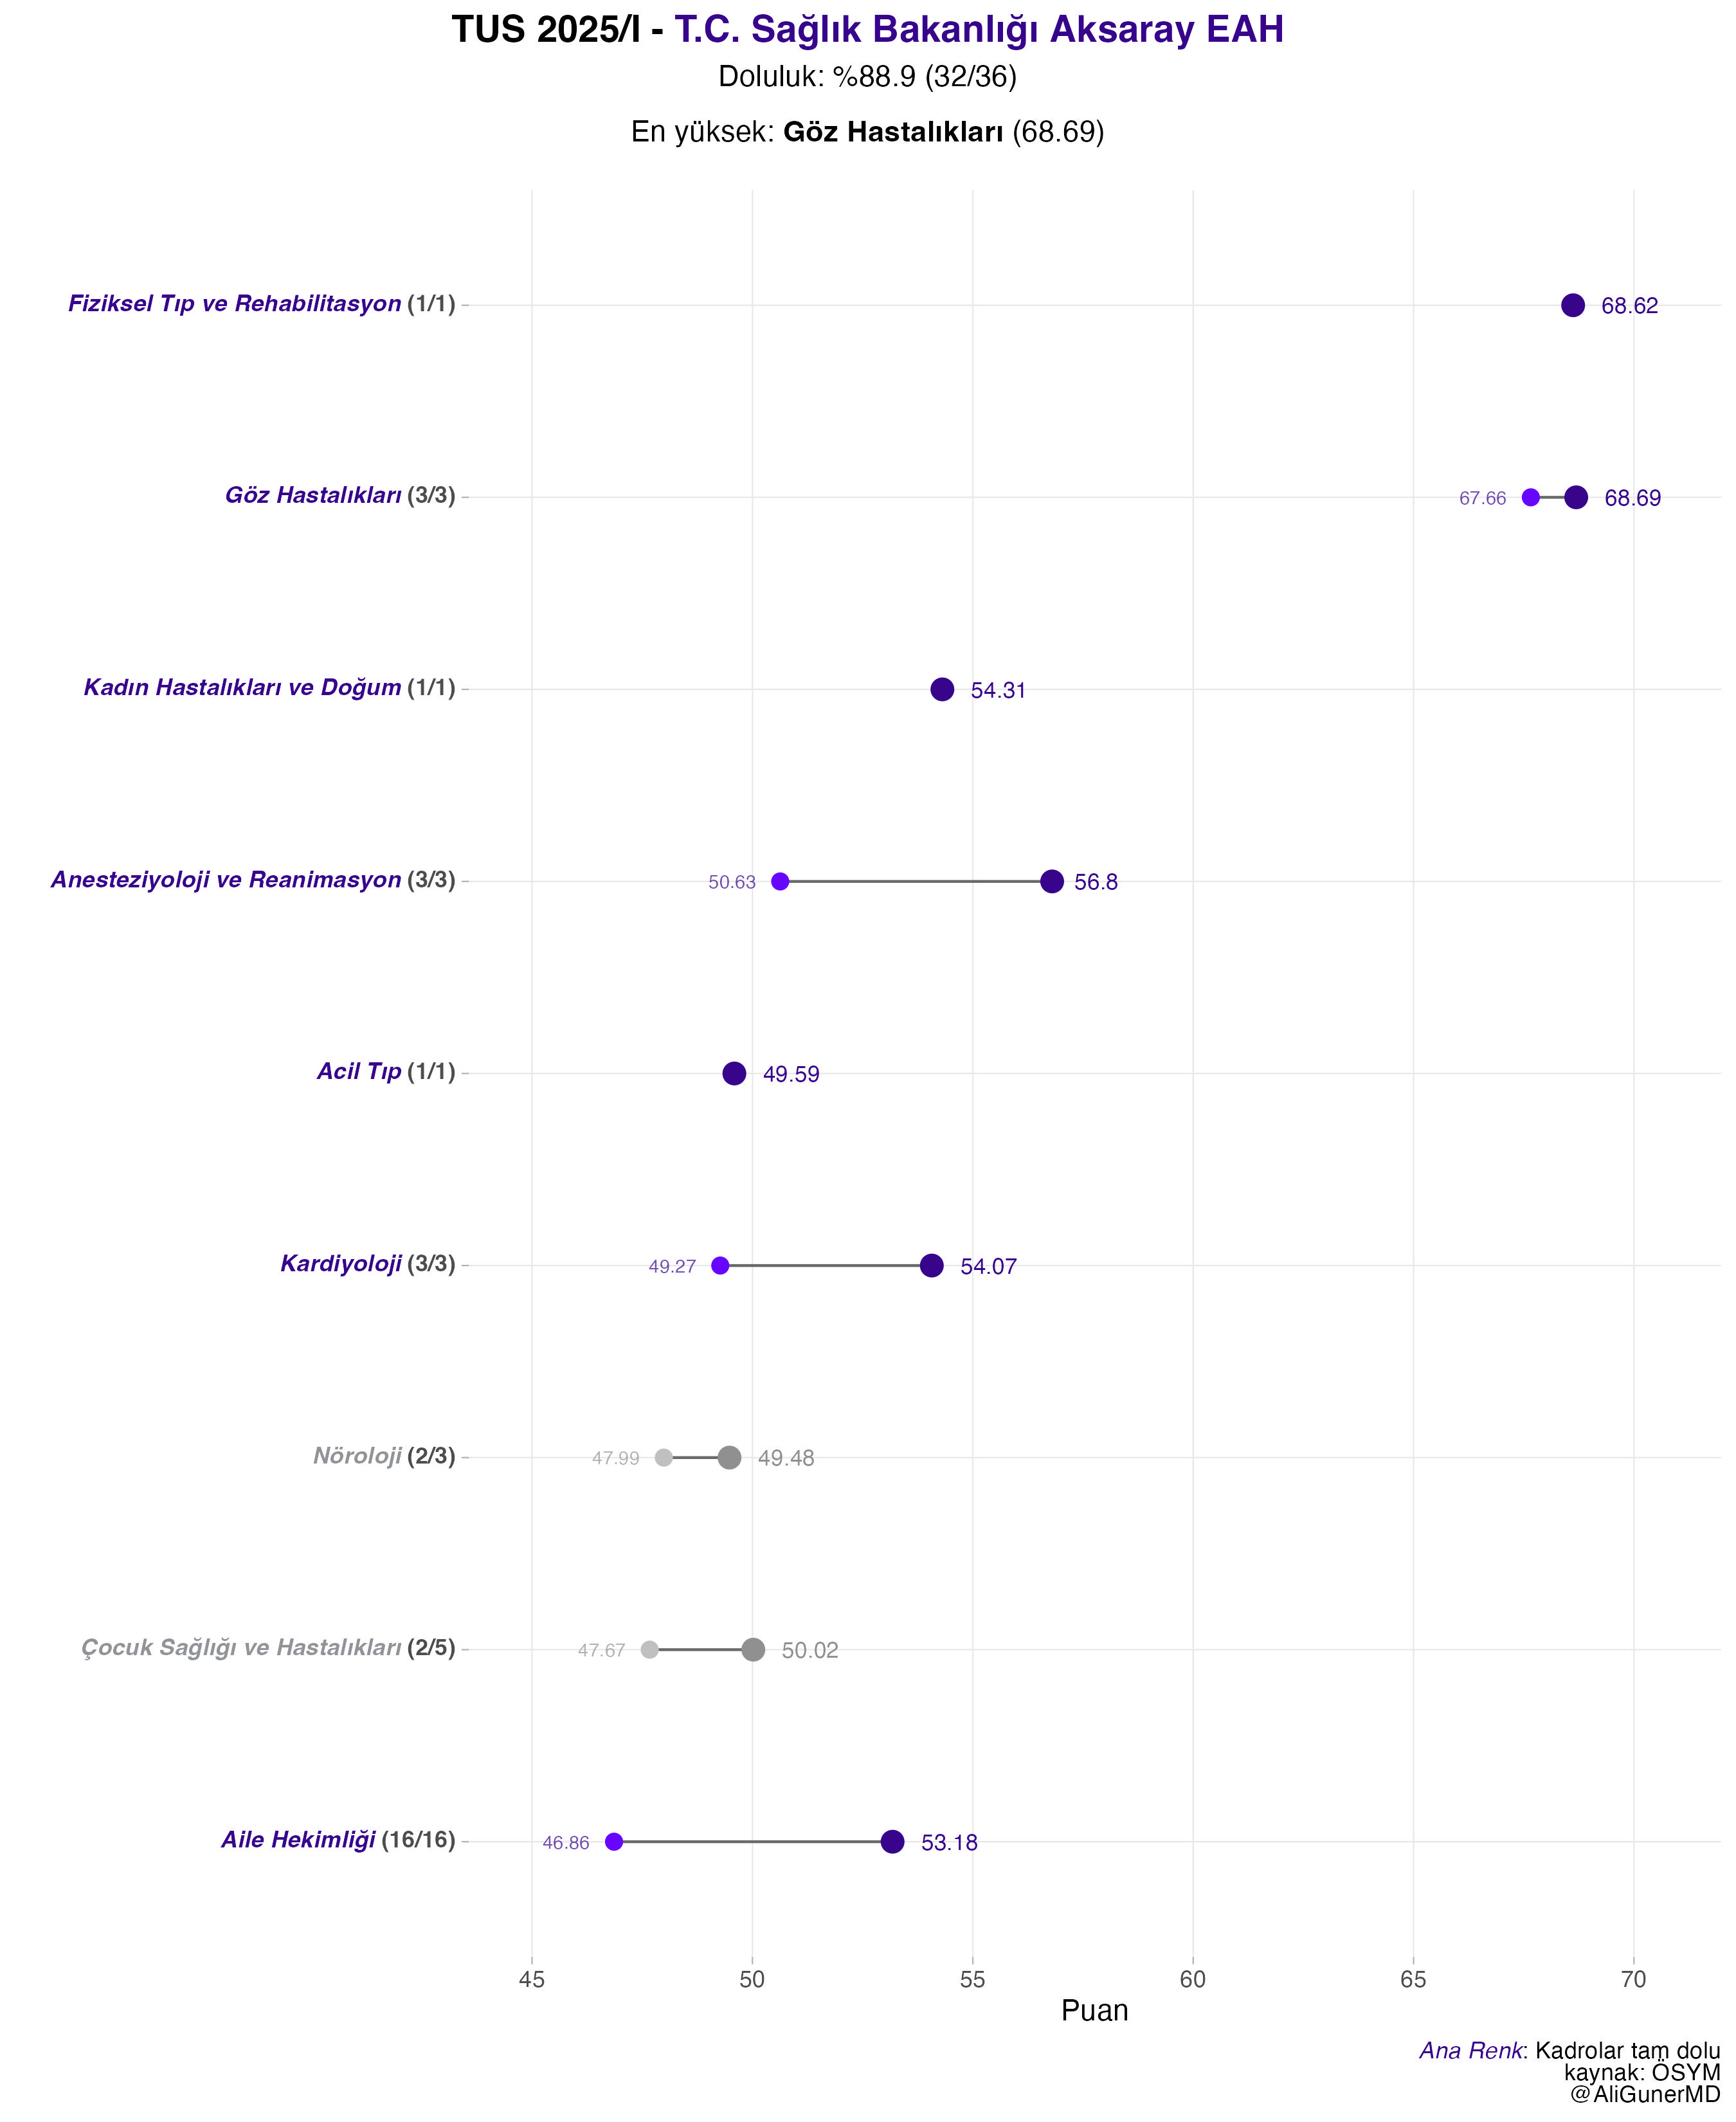 TUS 2025/I - T.C. Sağlık Bakanlığı Aksaray EAH
Doluluk: %88.9 (32/36)
En yüksek: Göz Hastalıkları (68.69)
Fiziksel Tıp ve Rehabilitasyon (1/1) 68.62
Göz Hastalıkları (3/3) 67.66 68.69
Kadın Hastalıkları ve Doğum (1/1) 54.31
Anesteziyoloji ve Reanimasyon (3/3) 50.63 56.8
Acil Tıp (1/1) 49.59
Kardiyoloji (3/3) 49.27 54.07
Nöroloji (2/3) 47.99 49.48
Çocuk Sağlığı ve Hastalıkları (2/5) 47.67 50.02
Aile Hekimliği (16/16) 46.86 53.18
45 50 55 60 65 70
Puan
Ana Renk: Kadrolar tam dolu
kaynak: ÖSYM
@AliGunerMD